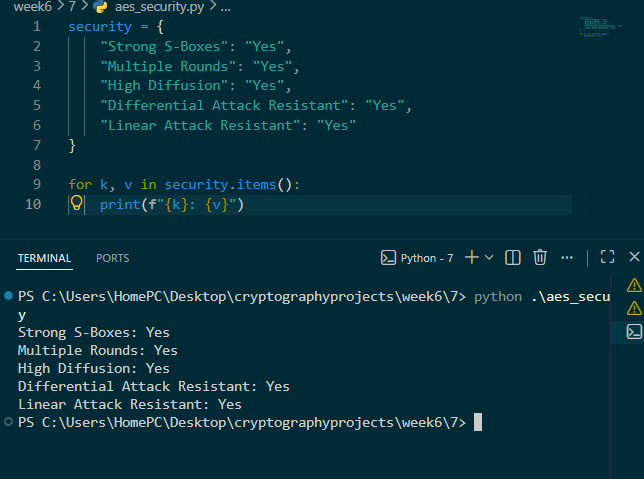 week6 > 7 > aes_security.py > ...
1 security = {
2 "Strong S-Boxes": "Yes",
3 "Multiple Rounds": "Yes",
4 "High Diffusion": "Yes",
5 "Differential Attack Resistant": "Yes",
6 "Linear Attack Resistant": "Yes"
7 }
8
9 for k, v in security.items():
10 print(f"{k}: {v}")
TERMINAL PORTS Python - 7
PS C:\Users\HomePC\Desktop\cryptographyprojects\week6\7> python .\aes_secu
y
Strong S-Boxes: Yes
Multiple Rounds: Yes
High Diffusion: Yes
Differential Attack Resistant: Yes
Linear Attack Resistant: Yes
PS C:\Users\HomePC\Desktop\cryptographyprojects\week6\7>